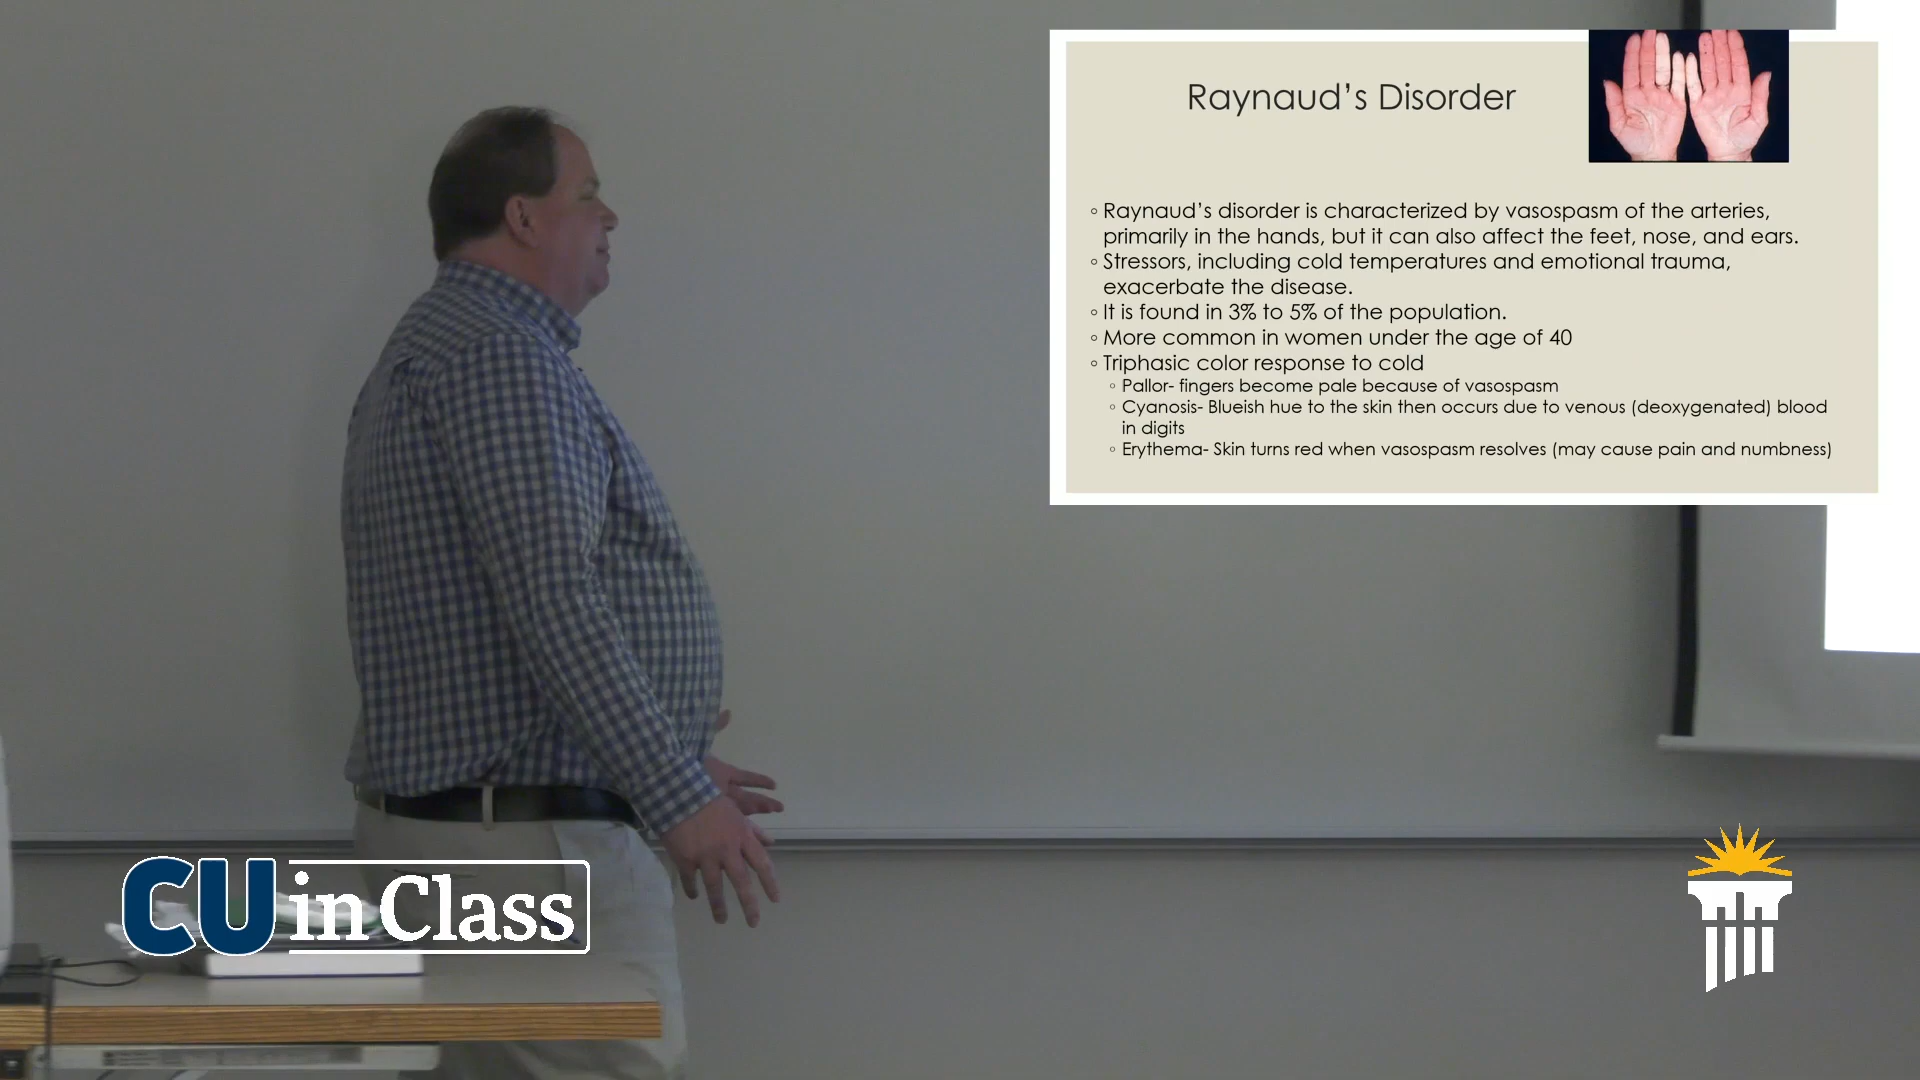 Raynaud’s Disorder
◦ Raynaud’s disorder is characterized by vasospasm of the arteries,
primarily in the hands, but it can also affect the feet, nose, and ears.
◦ Stressors, including cold temperatures and emotional trauma,
exacerbate the disease.
◦ It is found in 3% to 5% of the population.
◦ More common in women under the age of 40
◦ Triphasic color response to cold
◦ Pallor- fingers become pale because of vasospasm
◦ Cyanosis- Blueish hue to the skin then occurs due to venous (deoxygenated) blood
in digits
◦ Erythema- Skin turns red when vasospasm resolves (may cause pain and numbness)
CU in Class